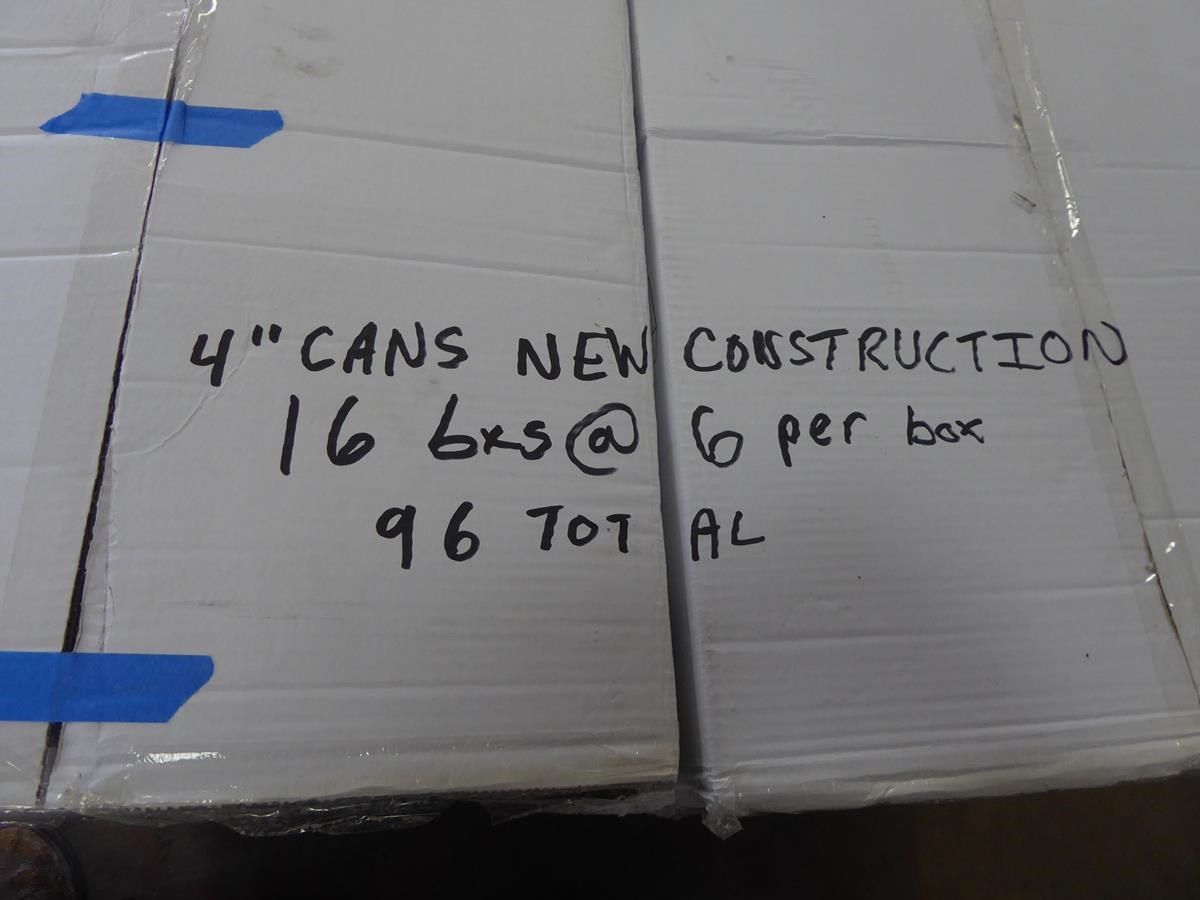 4" CANS NEW CONSTRUCTION
16 bxs @ 6 per box
96 TOTAL